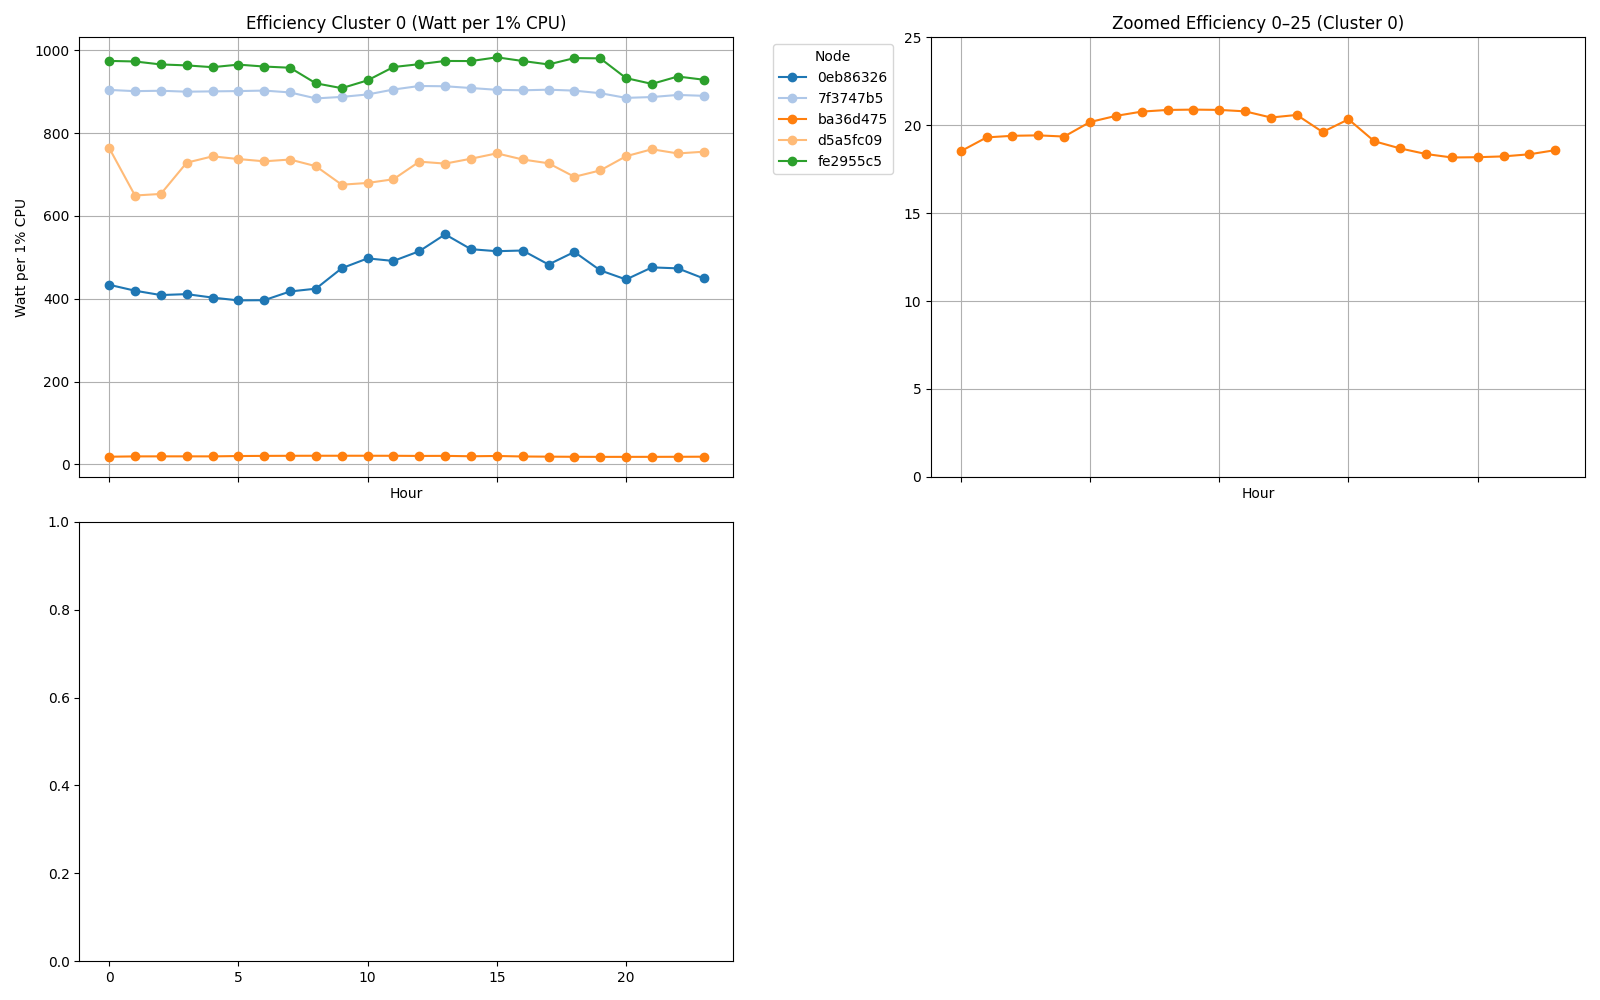 Efficiency Cluster 0 (Watt per 1% CPU)
1000
800
600
400
200
0
Watt per 1% CPU
Hour
Node
0eb86326
7f3747b5
ba36d475
d5a5fc09
fe2955c5
Zoomed Efficiency 0–25 (Cluster 0)
25
20
15
10
5
0
Hour
1.0
0.8
0.6
0.4
0.2
0.0
0 5 10 15 20